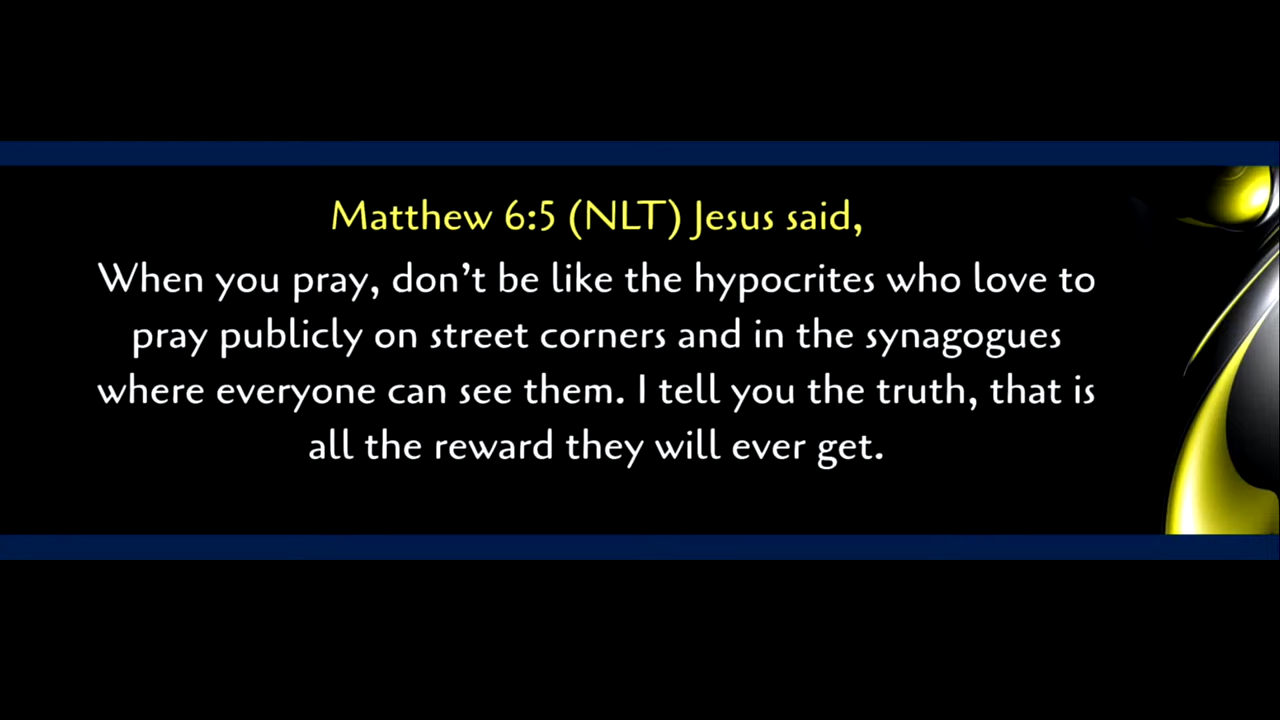 Matthew 6:5 (NLT) Jesus said,
When you pray, don’t be like the hypocrites who love to
pray publicly on street corners and in the synagogues
where everyone can see them. I tell you the truth, that is
all the reward they will ever get.